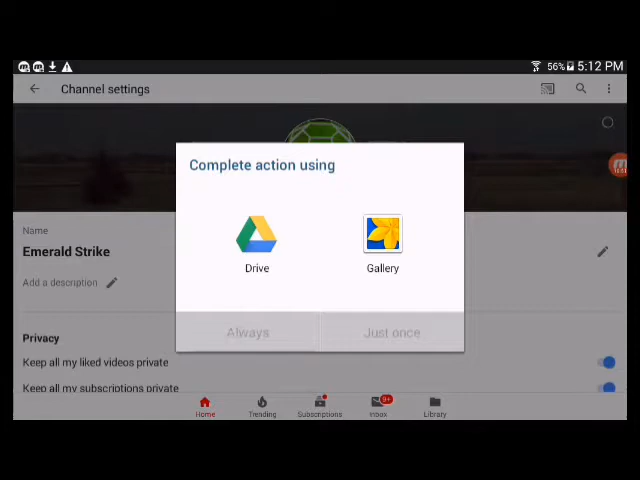 56% 5:12 PM
Channel settings
Complete action using
Name
Emerald Strike
Drive
Gallery
Add a description
Always
Just once
Privacy
Keep all my liked videos private
Keep all my subscriptions private
9+
Home
Trending
Subscriptions
Inbox
Library